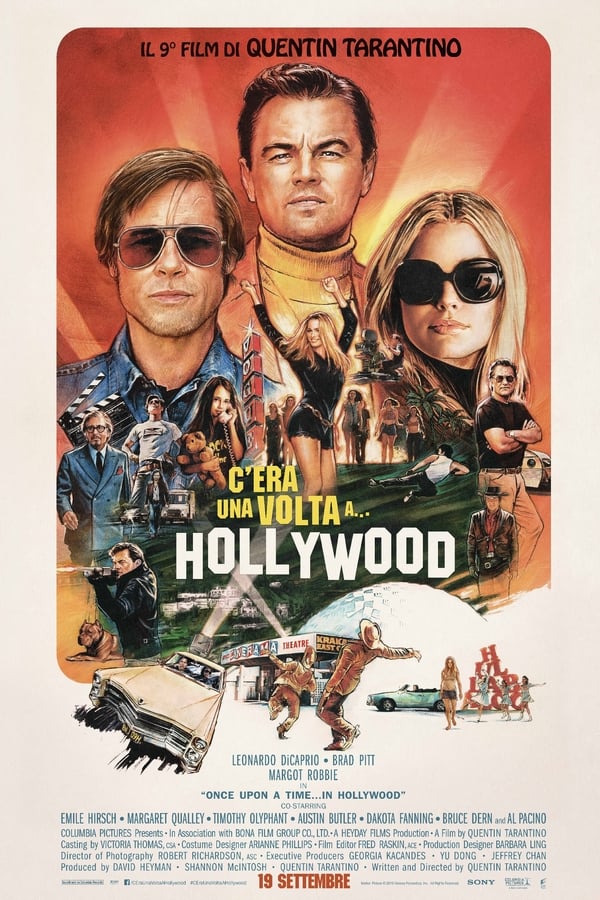 IL 9° FILM DI QUENTIN TARANTINO
C'ERA
UNA VOLTA A...
HOLLYWOOD
THEATRE
LEONARDO DiCAPRIO • BRAD PITT
MARGOT ROBBIE
IN
"ONCE UPON A TIME...IN HOLLYWOOD"
CO-STARRING
EMILE HIRSCH • MARGARET QUALLEY • TIMOTHY OLYPHANT • AUSTIN BUTLER • DAKOTA FANNING • BRUCE DERN and AL PACINO
COLUMBIA PICTURES Presents • In Association with BONA FILM GROUP CO., LTD. • A HEYDAY FILMS Production • A Film by QUENTIN TARANTINO
Casting by VICTORIA THOMAS, CSA • Costume Designer ARIANNE PHILLIPS • Film Editor FRED RASKIN, ACE • Production Designer BARBARA LING
Director of Photography ROBERT RICHARDSON, ASC • Executive Producers GEORGIA KACANDES • YU DONG • JEFFREY CHAN
Produced by DAVID HEYMAN • SHANNON McINTOSH • QUENTIN TARANTINO • Written and Directed by QUENTIN TARANTINO
19 SETTEMBRE
SONY